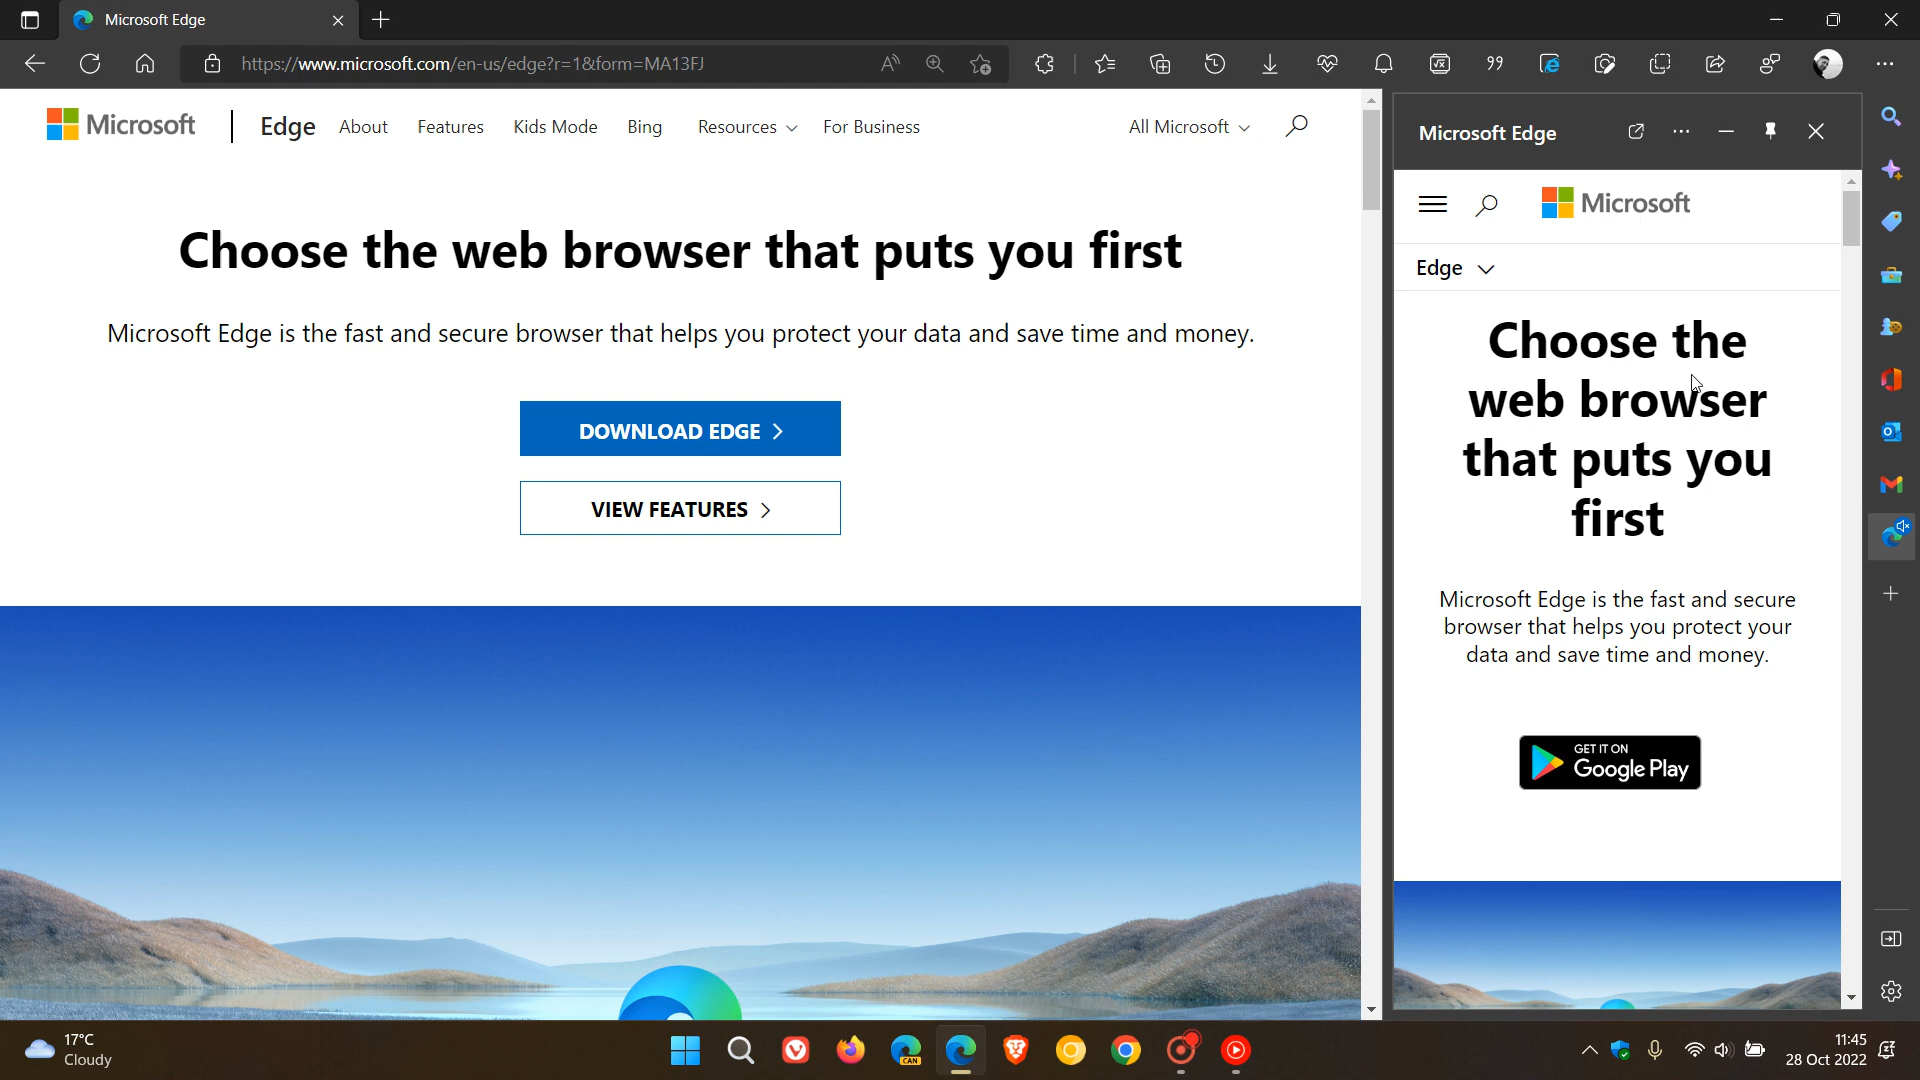 Microsoft Edge
https://www.microsoft.com/en-us/edge?r=1&form=MA13FJ
Microsoft
Edge
About
Features
Kids Mode
Bing
Resources
For Business
All Microsoft
Choose the web browser that puts you first
Microsoft Edge is the fast and secure browser that helps you protect your data and save time and money.
DOWNLOAD EDGE
VIEW FEATURES
Microsoft Edge
Microsoft
Edge
Choose the
web browser
that puts you
first
Microsoft Edge is the fast and secure
browser that helps you protect your
data and save time and money.
GET IT ON
Google Play
17°C
Cloudy
CAN
11:45
28 Oct 2022